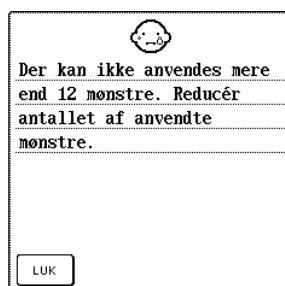 Der kan ikke anvendes mere
end 12 mønstre. Reducér
antallet af anvendte
mønstre.
LUK